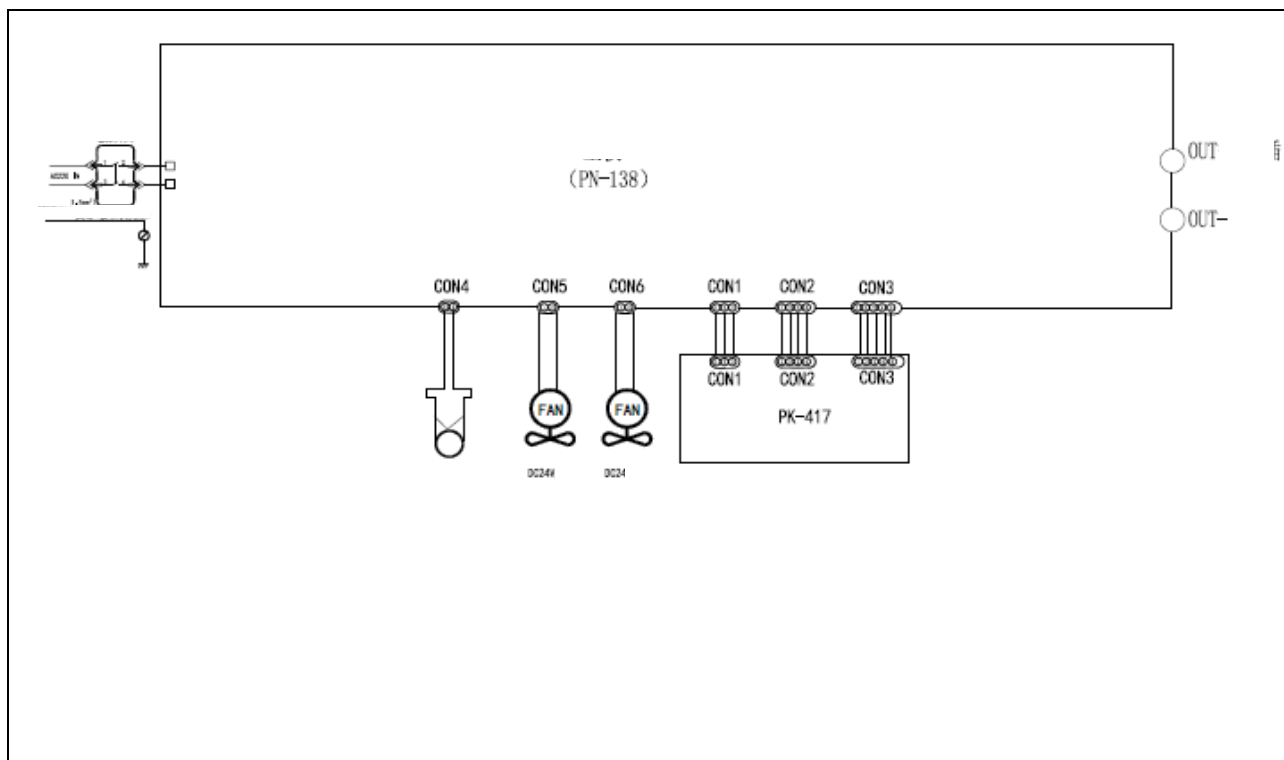 (PN-138)
OUT
OUT-
CON4 CON5 CON6 CON1 CON2 CON3
CON1 CON2 CON3
FAN FAN
PK-417
DC24V DC24